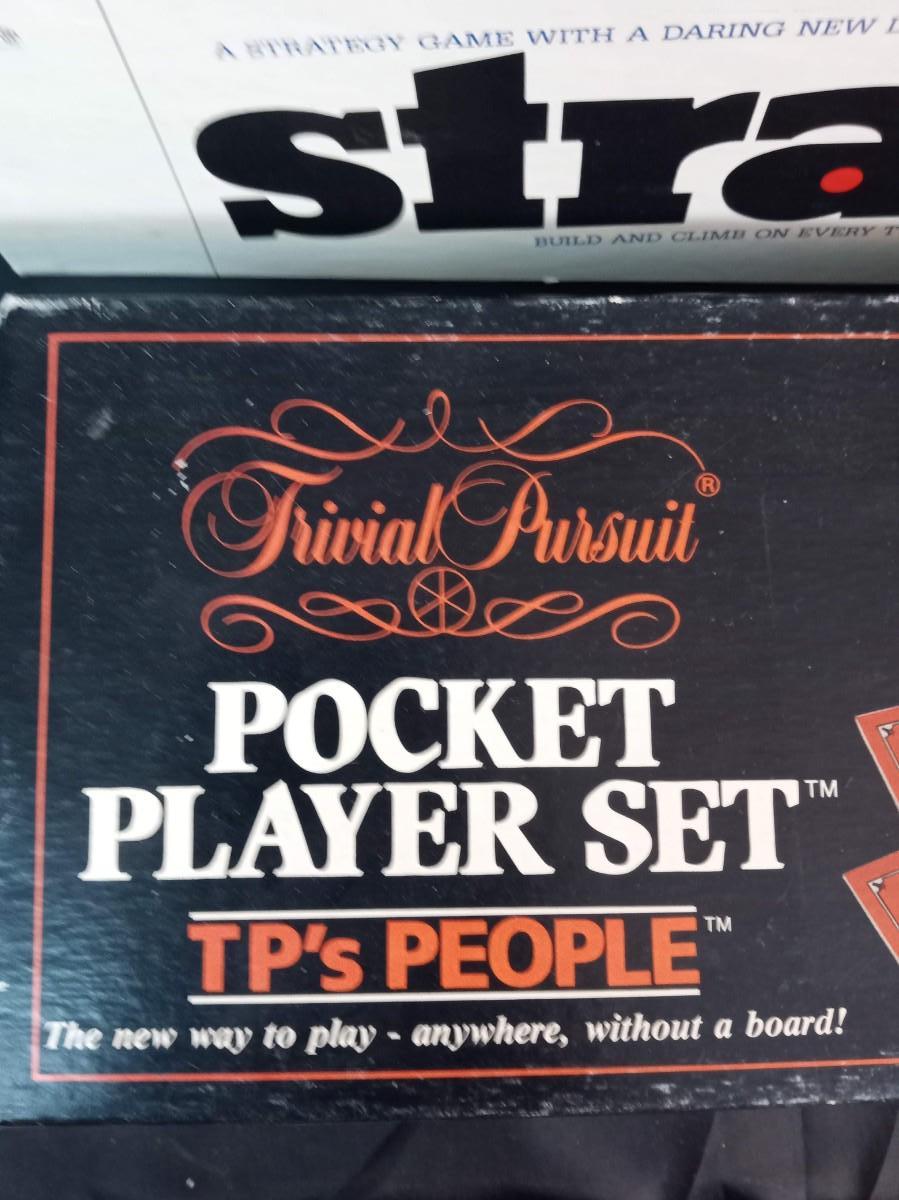 A STRATEGY GAME WITH A DARING NEW
stra
BUILD AND CLIMB ON EVERY
Trivial Pursuit®
POCKET
PLAYER SET™
TP's PEOPLE™
The new way to play - anywhere, without a board!